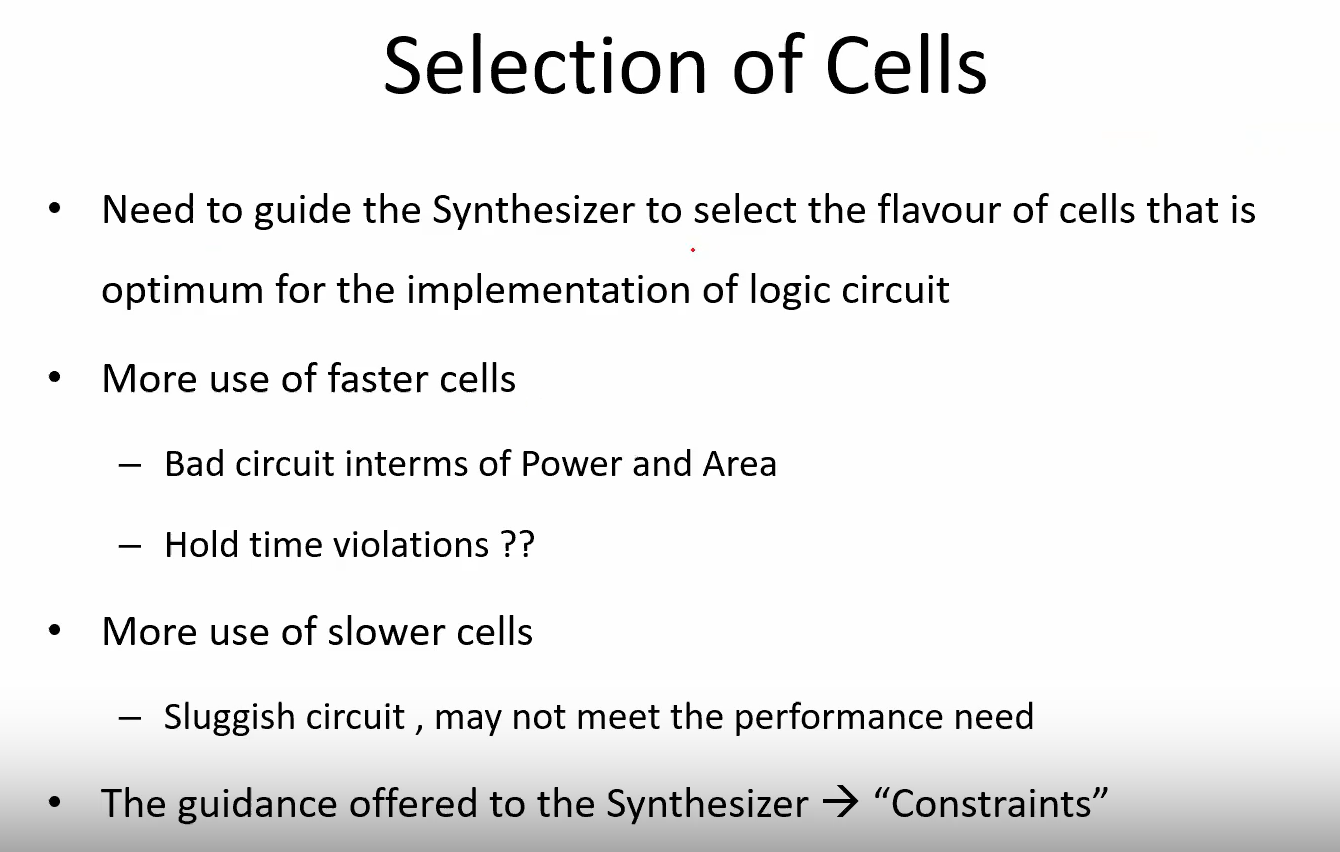 Selection of Cells
• Need to guide the Synthesizer to select the flavour of cells that is
optimum for the implementation of logic circuit
• More use of faster cells
– Bad circuit interms of Power and Area
– Hold time violations ??
• More use of slower cells
– Sluggish circuit , may not meet the performance need
• The guidance offered to the Synthesizer → “Constraints”